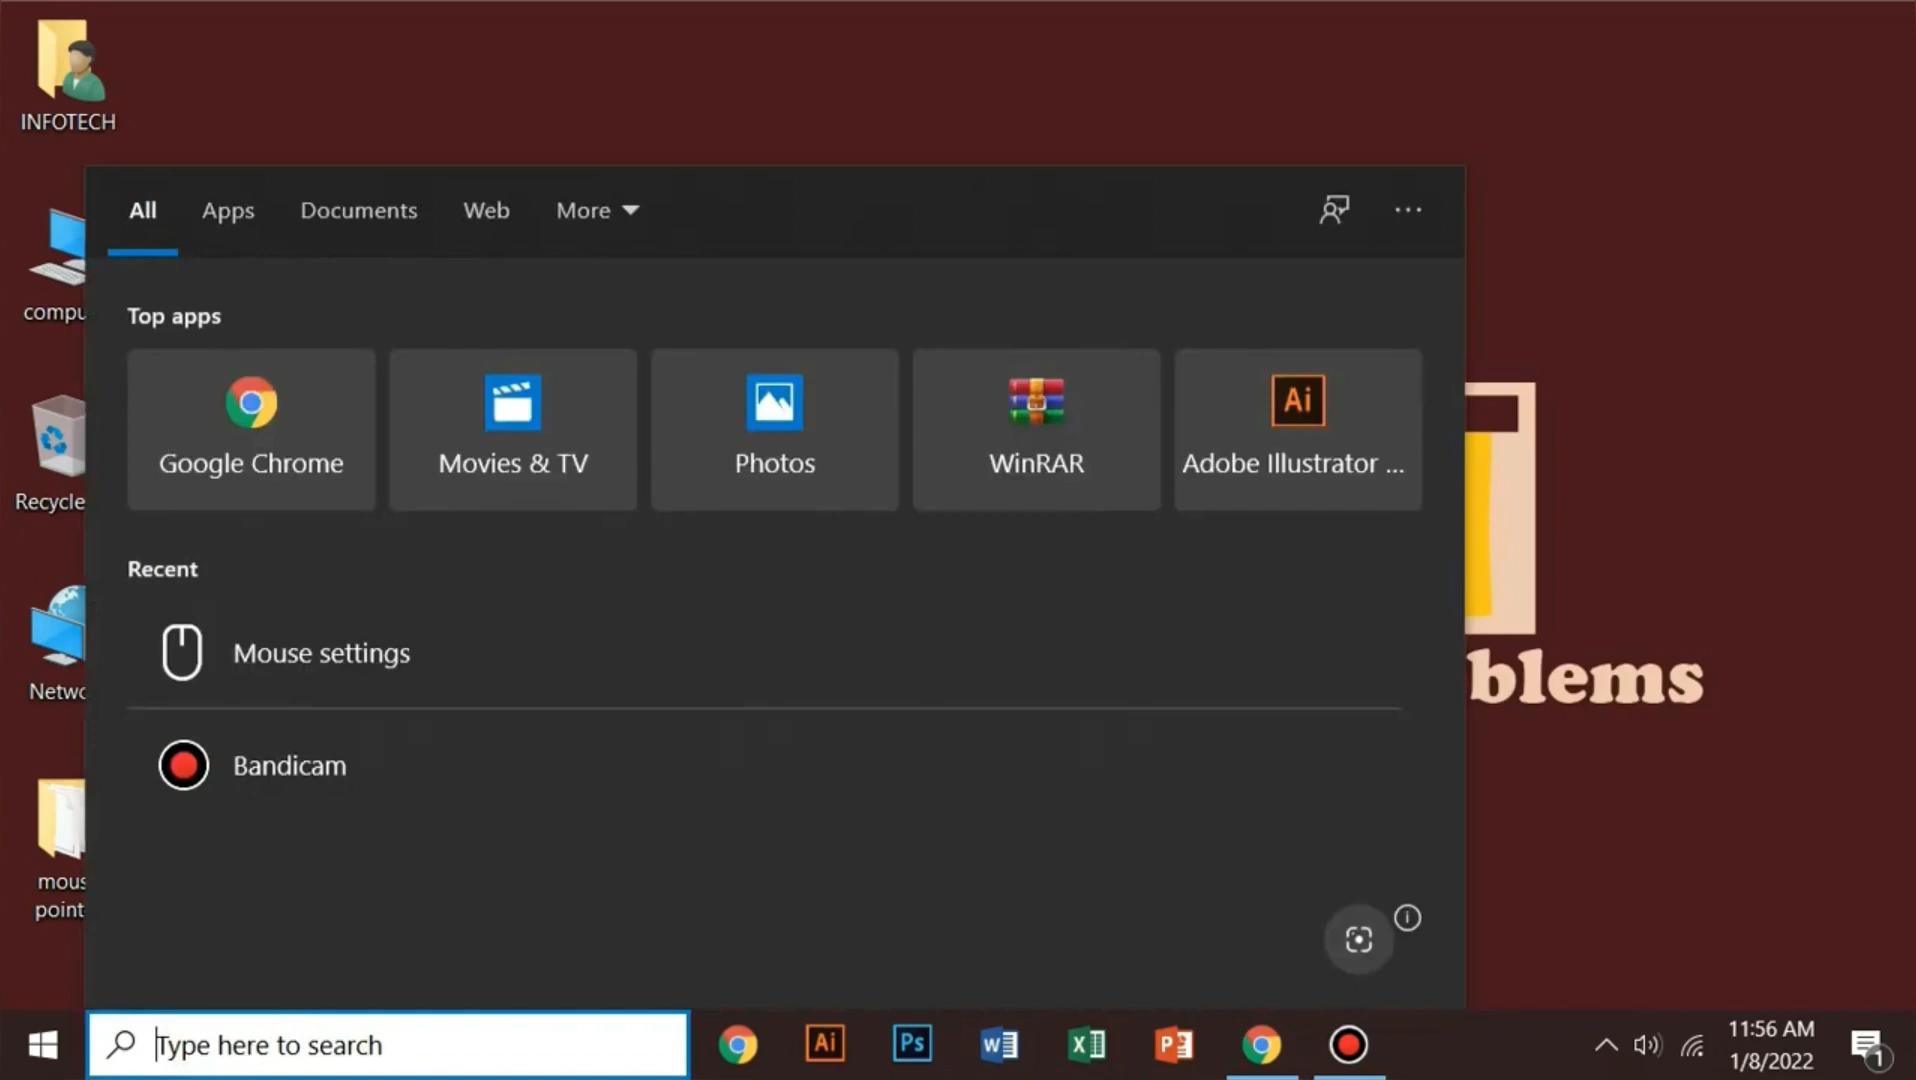 INFOTECH
All Apps Documents Web More
Top apps
Google Chrome Movies & TV Photos WinRAR Adobe Illustrator ...
Ai
Recent
Mouse settings
Bandicam
compu
Recycle
Netwo
mous
point
blems
Type here to search
Ai Ps W X P
11:56 AM
1/8/2022
1